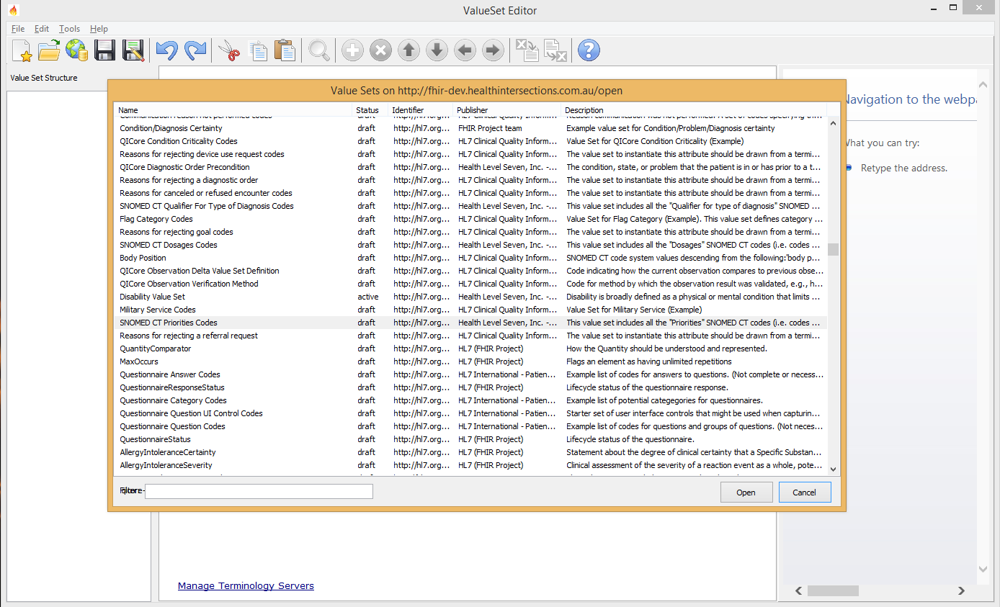 ValueSet Editor
File Edit Tools Help
Value Set Structure
Value Sets on http://fhir-dev.healthintersections.com.au/open
Navigation to the webpa
Name Status Identifier Publisher Description
Communication reason not performed codes draft http://hl7.org... HL7 Clinical Quality Inform... Reason communication was not performed. A set of codes specifying th...
Condition/Diagnosis Certainty draft http://hl7.org... FHIR Project team Example value set for Condition/Problem/Diagnosis certainty
QICore Condition Criticality Codes draft http://hl7.org... HL7 Clinical Quality Inform... Value Set for QICore Condition Criticality (Example)
What you can try:
Reasons for rejecting device use request codes draft http://hl7.org... HL7 Clinical Quality Inform... The value set to instantiate this attribute should be drawn from a termi...
QICore Diagnostic Order Precondition draft http://hl7.org... Health Level Seven, Inc. -... The condition, state, or problem that the patient is in or has prior to a t...
Retype the address.
Reasons for rejecting a diagnostic order draft http://hl7.org... HL7 Clinical Quality Inform... The value set to instantiate this attribute should be drawn from a termi...
Reasons for canceled or refused encounter codes draft http://hl7.org... HL7 Clinical Quality Inform... The value set to instantiate this attribute should be drawn from a termi...
SNOMED CT Qualifier For Type of Diagnosis Codes draft http://hl7.org... Health Level Seven, Inc. -... This value set includes all the "Qualifier for type of diagnosis" SNOMED ...
Flag Category Codes draft http://hl7.org... HL7 Clinical Quality Inform... Value Set for Flag Category (Example). This value set defines category ...
Reasons for rejecting goal codes draft http://hl7.org... HL7 Clinical Quality Inform... The value set to instantiate this attribute should be drawn from a termi...
SNOMED CT Dosages Codes draft http://hl7.org... Health Level Seven, Inc. -... This value set includes all the "Dosages" SNOMED CT codes (i.e. codes ...
Body Position draft http://hl7.org... HL7 Clinical Quality Inform... SNOMED CT code system values descending from the following:'body p...
QICore Observation Delta Value Set Definition draft http://hl7.org... HL7 Clinical Quality Inform... Code indicating how the current observation compares to previous obse...
QICore Observation Verification Method draft http://hl7.org... HL7 Clinical Quality Inform... Code for method by which the observation result was validated, e.g., h...
Disability Value Set active http://hl7.org... Health Level Seven, Inc. -... Disability is broadly defined as a physical or mental condition that limits ...
Military Service Codes draft http://hl7.org... HL7 Clinical Quality Inform... Value Set for Military Service (Example)
SNOMED CT Priorities Codes draft http://hl7.org... Health Level Seven, Inc. -... This value set includes all the "Priorities" SNOMED CT codes (i.e. codes ...
Reasons for rejecting a referral request draft http://hl7.org... HL7 Clinical Quality Inform... The value set to instantiate this attribute should be drawn from a termi...
QuantityComparator draft http://hl7.org... HL7 (FHIR Project) How the Quantity should be understood and represented.
MaxOccurs draft http://hl7.org... HL7 (FHIR Project) Flags an element as having unlimited repetitions
Questionnaire Answer Codes draft http://hl7.org... HL7 International - Patien... Example list of codes for answers to questions. (Not complete or necess...
QuestionnaireResponseStatus draft http://hl7.org... HL7 (FHIR Project) Lifecycle status of the questionnaire response.
Questionnaire Category Codes draft http://hl7.org... HL7 International - Patien... Example list of potential categegories for questionnaires.
Questionnaire Question UI Control Codes draft http://hl7.org... HL7 International - Patien... Starter set of user interface controls that might be used when capturin...
Questionnaire Question Codes draft http://hl7.org... HL7 International - Patien... Example list of codes for questions and groups of questions. (Not neces...
QuestionnaireStatus draft http://hl7.org... HL7 (FHIR Project) Lifecycle status of the questionnaire.
AllergyIntoleranceCertainty draft http://hl7.org... HL7 (FHIR Project) Statement about the degree of clinical certainty that a Specific Substan...
AllergyIntoleranceSeverity draft http://hl7.org... HL7 (FHIR Project) Clinical assessment of the severity of a reaction event as a whole, pote...
Open Cancel
Manage Terminology Servers